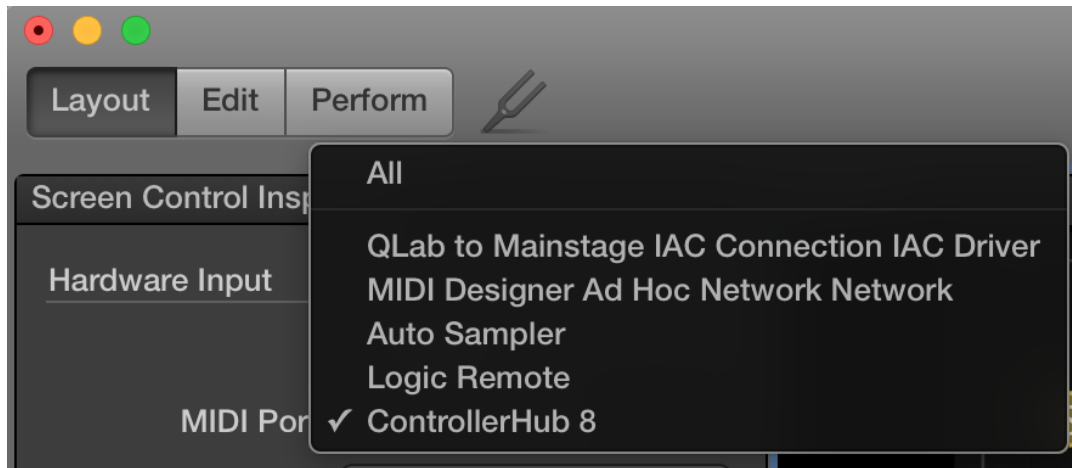 Layout Edit Perform
All
Screen Control Insp
QLab to Mainstage IAC Connection IAC Driver
Hardware Input
MIDI Designer Ad Hoc Network Network
Auto Sampler
Logic Remote
MIDI Por ✓ ControllerHub 8